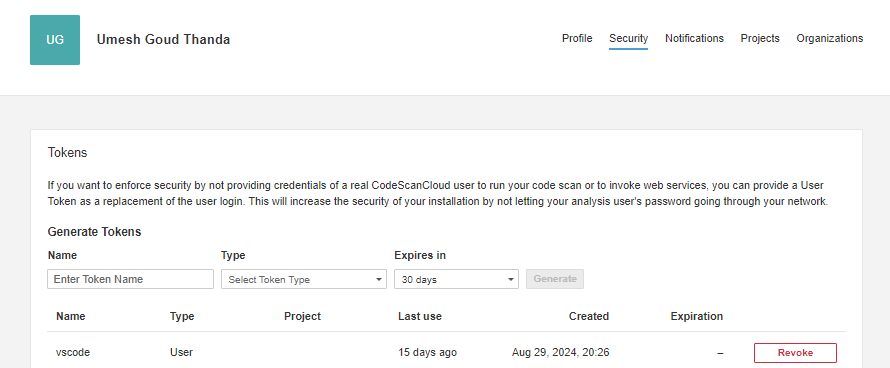 UG
Umesh Goud Thanda
Profile Security Notifications Projects Organizations
Tokens
If you want to enforce security by not providing credentials of a real CodeScanCloud user to run your code scan or to invoke web services, you can provide a User
Token as a replacement of the user login. This will increase the security of your installation by not letting your analysis user's password going through your network.
Generate Tokens
Name Type Expires in
Enter Token Name Select Token Type 30 days Generate
Name Type Project Last use Created Expiration
vscode User 15 days ago Aug 29, 2024, 20:26 – Revoke